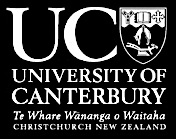 UC
UNIVERSITY OF
CANTERBURY
Te Whare Wānanga o Waitaha
CHRISTCHURCH NEW ZEALAND